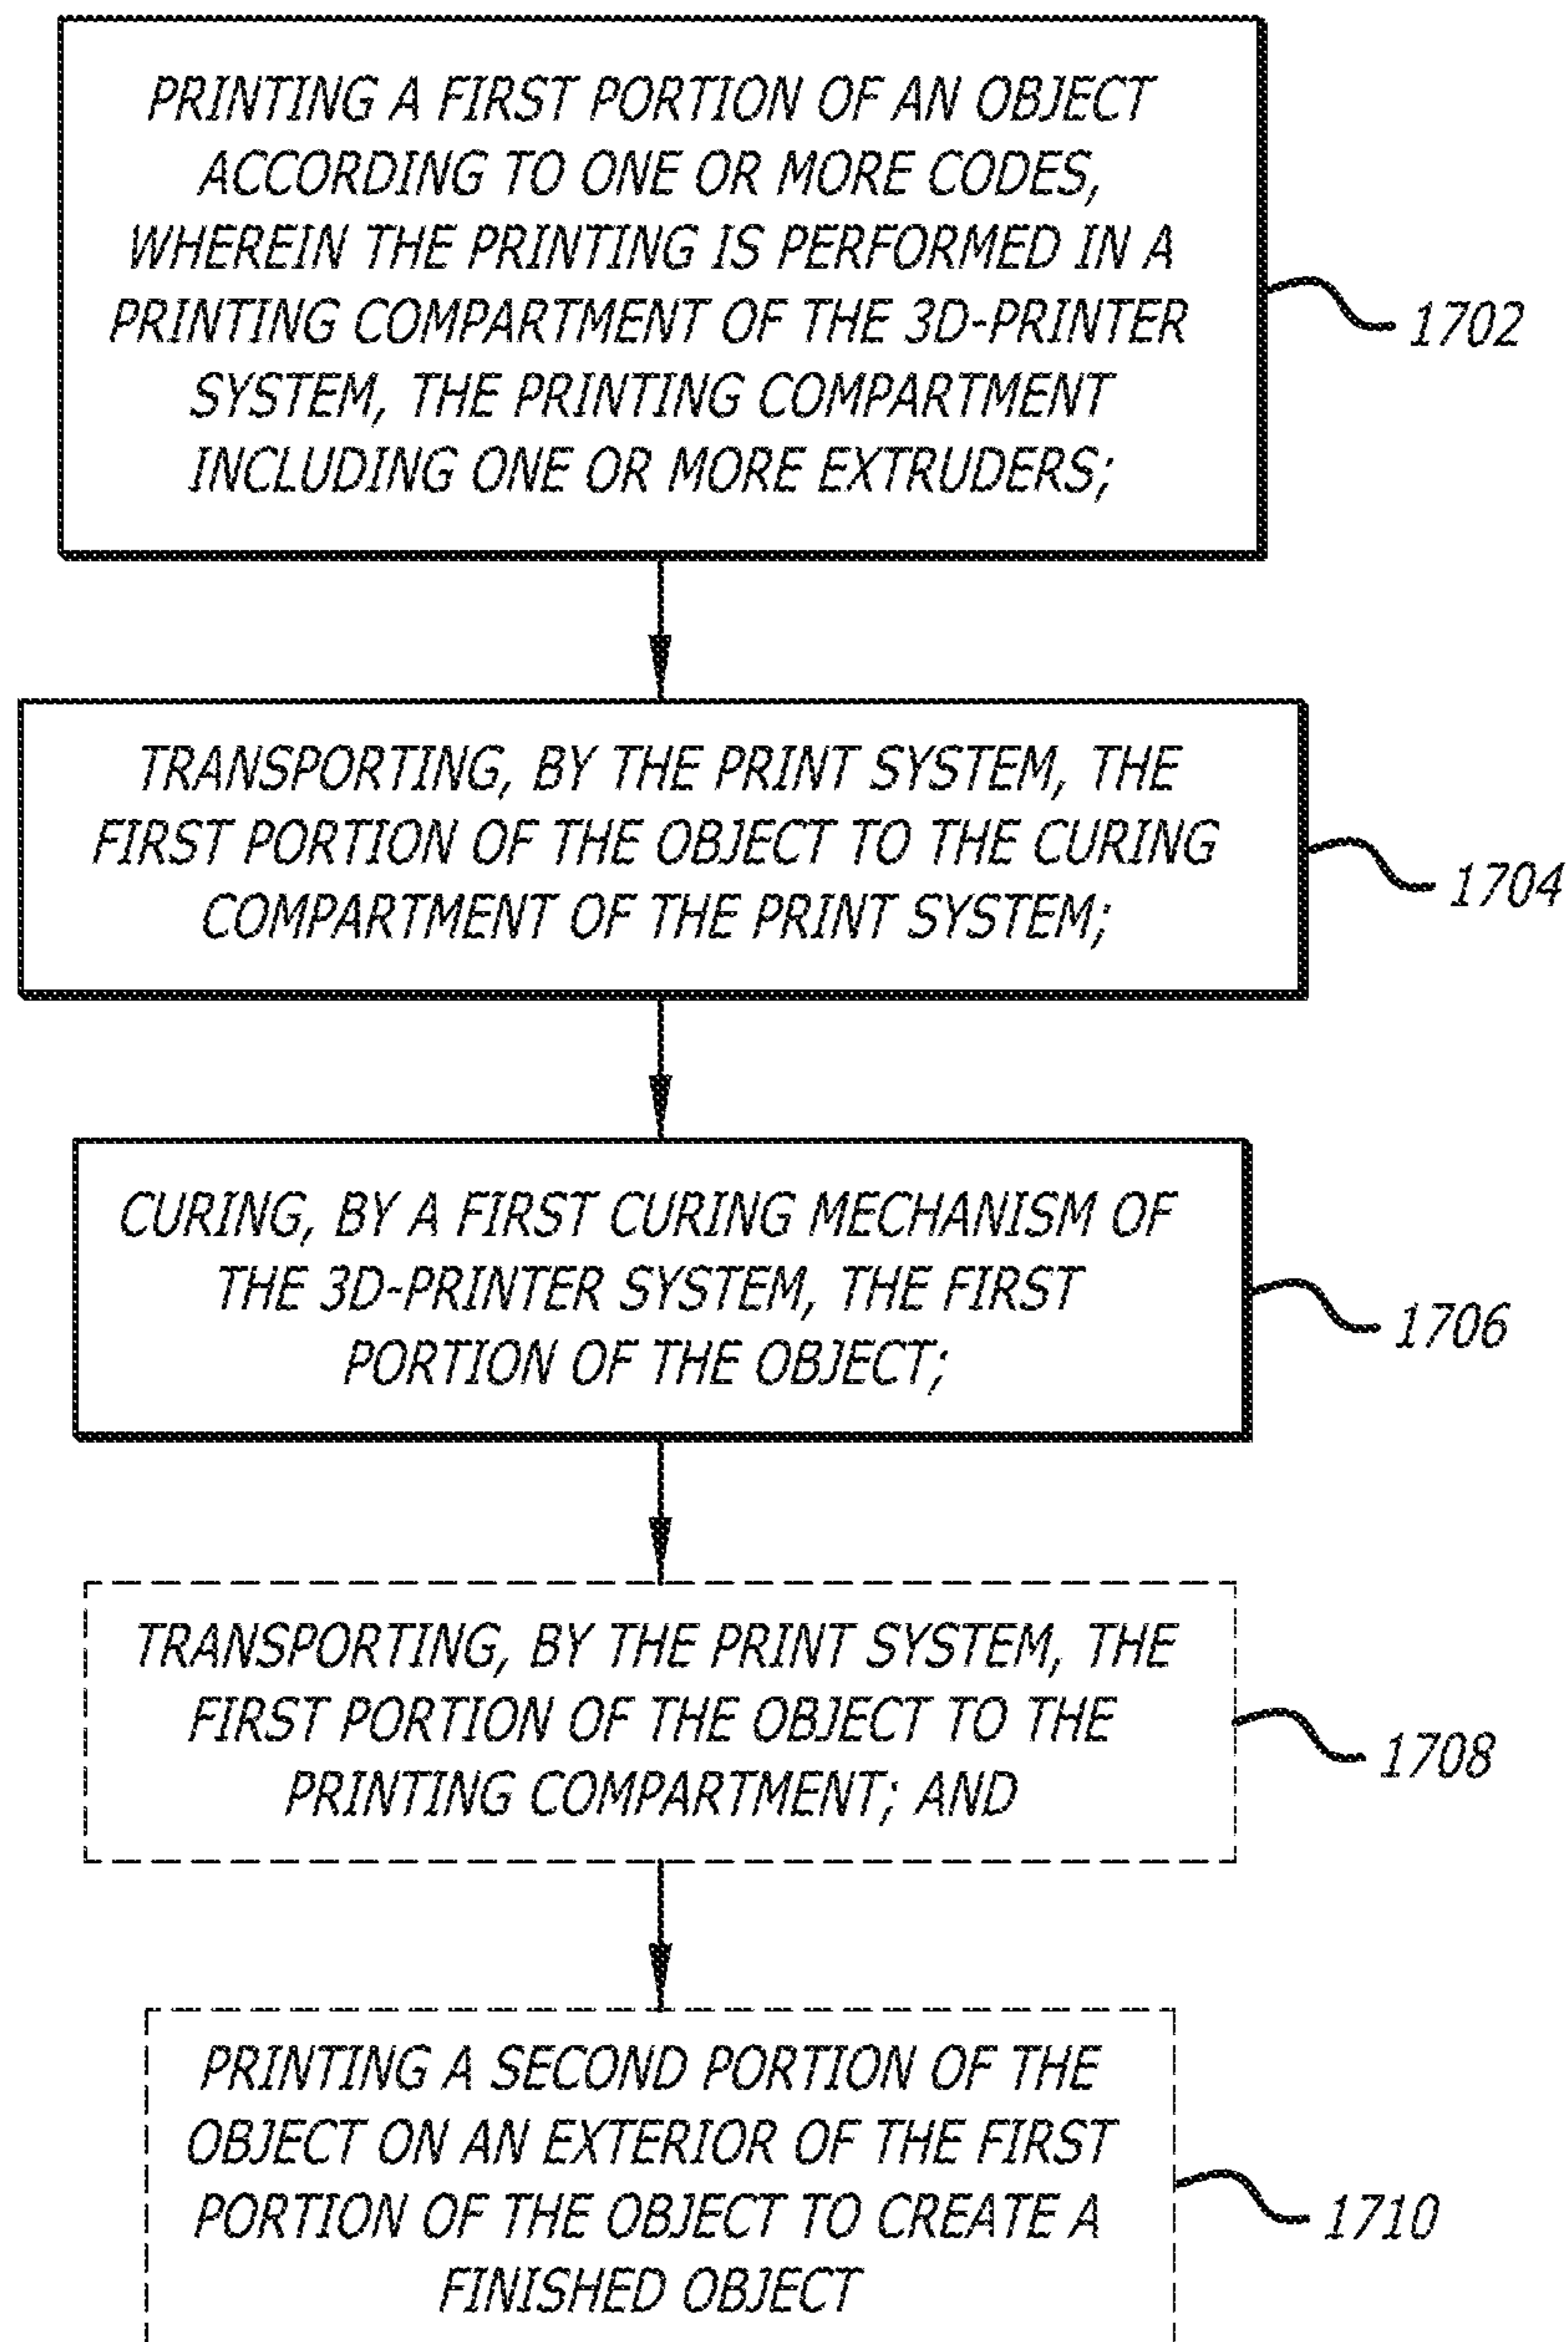 PRINTING A FIRST PORTION OF AN OBJECT
ACCORDING TO ONE OR MORE CODES,
WHEREIN THE PRINTING IS PERFORMED IN A
PRINTING COMPARTMENT OF THE 3D-PRINTER
SYSTEM, THE PRINTING COMPARTMENT
INCLUDING ONE OR MORE EXTRUDERS;
1702
TRANSPORTING, BY THE PRINT SYSTEM, THE
FIRST PORTION OF THE OBJECT TO THE CURING
COMPARTMENT OF THE PRINT SYSTEM;
1704
CURING, BY A FIRST CURING MECHANISM OF
THE 3D-PRINTER SYSTEM, THE FIRST
PORTION OF THE OBJECT;
1706
TRANSPORTING, BY THE PRINT SYSTEM, THE
FIRST PORTION OF THE OBJECT TO THE
PRINTING COMPARTMENT; AND
1708
PRINTING A SECOND PORTION OF THE
OBJECT ON AN EXTERIOR OF THE FIRST
PORTION OF THE OBJECT TO CREATE A
FINISHED OBJECT
1710